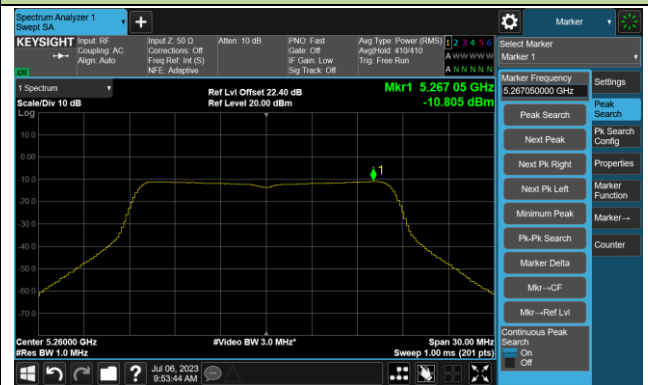 Spectrum Analyzer 1
Swept SA
+
Marker
KEYSIGHT
Input: RF
Coupling: AC
Align: Auto
Input Z: 50 Ω
Corrections: Off
Freq Ref: Int (S)
NFE: Adaptive
Atten: 10 dB
PNO: Fast
Gate: Off
IF Gain: Low
Sig Track: Off
Avg Type: Power (RMS)
Avg|Hold: 410/410
Trig: Free Run
1 2 3 4 5 6
A W W W W W
A N N N N N
LXI
Select Marker
Marker 1
1 Spectrum
Scale/Div 10 dB
Log
Ref Lvl Offset 22.40 dB
Ref Level 20.00 dBm
Mkr1 5.267 05 GHz
-10.805 dBm
10.0
0.00
-10.0
-20.0
-30.0
-40.0
-50.0
-60.0
-70.0
1
Center 5.26000 GHz
#Res BW 1.0 MHz
#Video BW 3.0 MHz*
Span 30.00 MHz
Sweep 1.00 ms (201 pts)
Marker Frequency
5.267050000 GHz
Peak Search
Next Peak
Next Pk Right
Next Pk Left
Minimum Peak
Pk-Pk Search
Marker Delta
Mkr→CF
Mkr→Ref Lvl
Continuous Peak
Search
On
Off
Settings
Peak
Search
Pk Search
Config
Properties
Marker
Function
Marker→
Counter
?
Jul 06, 2023
9:53:44 AM